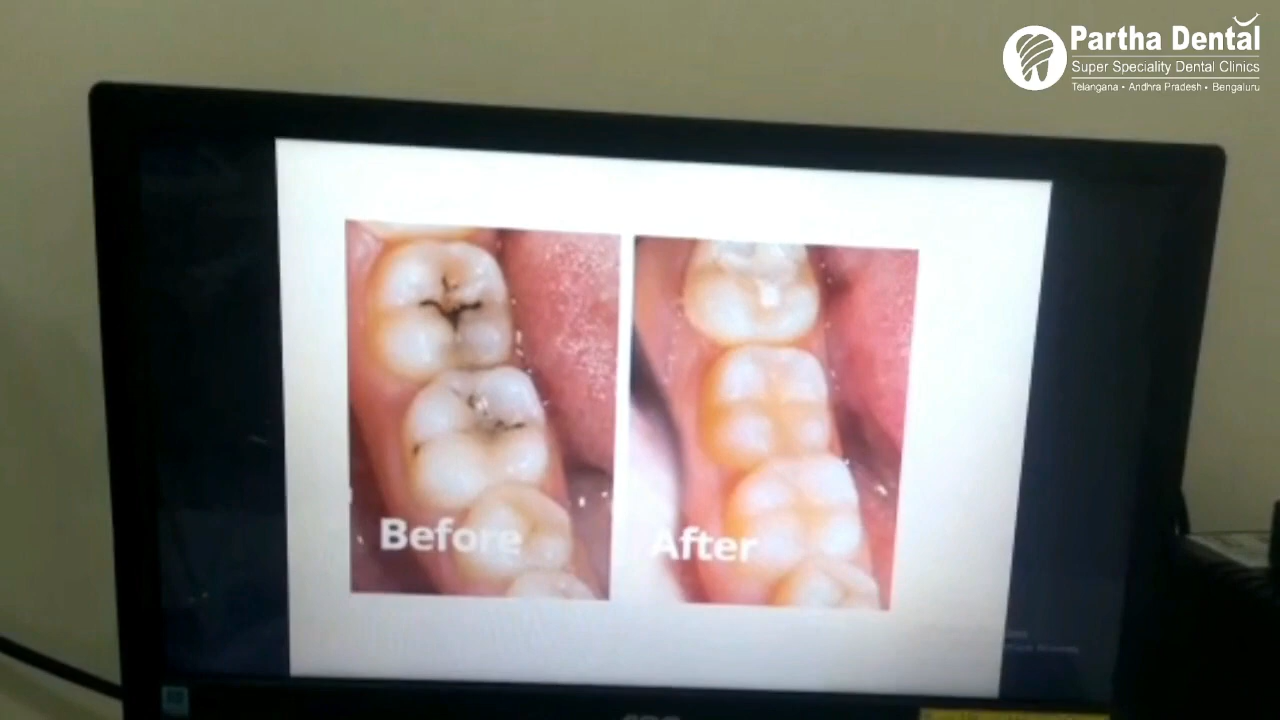 Partha Dental
Super Speciality Dental Clinics
Telangana • Andhra Pradesh • Bengaluru
Before
After